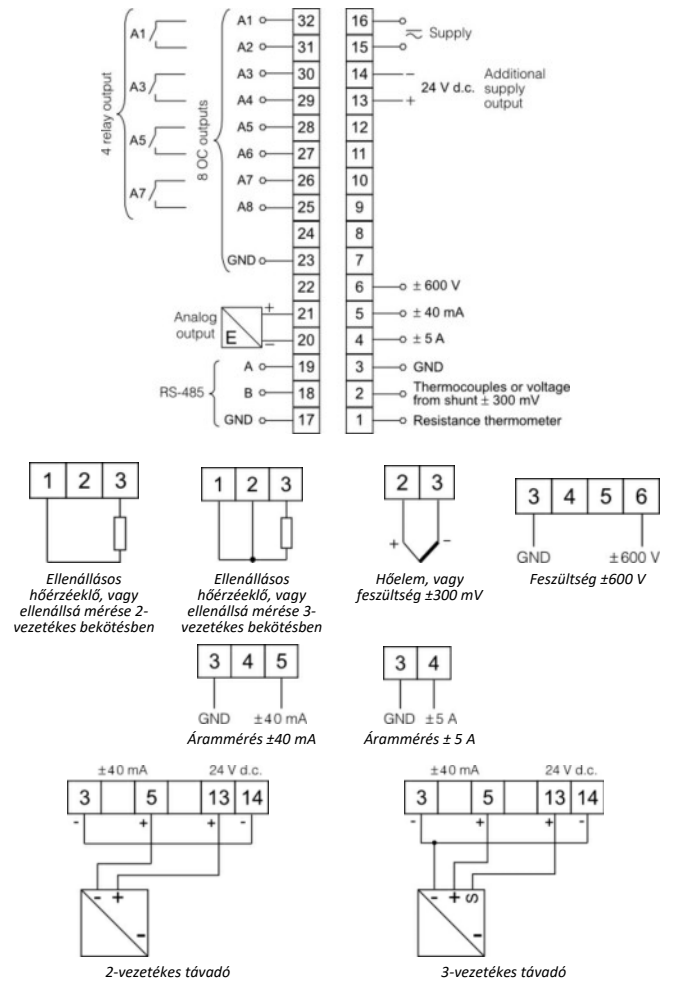 A1 32 16
A1 A2 31 15 Supply
A3 A3 30 14 − 24 V d.c. Additional
A4 29 13 + supply
output
A5 A5 28 12
A6 27 11
A7 A7 26 10
A8 25 9
24 8
GND 23 7
22 6 ± 600 V
Analog + 21 5 ± 40 mA
output E − 20 4 ± 5 A
A 19 3 GND
RS-485 B 18 2 Thermocouples or voltage
from shunt ± 300 mV
GND 17 1 Resistance thermometer
4 relay output
8 OC outputs
1 2 3
Ellenállásos
hőérzéeklő, vagy
ellenállsá mérése 2-
vezetékes bekötésben
1 2 3
Ellenállásos
hőérzéeklő, vagy
ellenállsá mérése 3-
vezetékes bekötésben
2 3
+ -
Hőelem, vagy
feszültség ±300 mV
3 4 5 6
GND ±600 V
Feszültség ±600 V
3 4 5
GND ±40 mA
Árammérés ±40 mA
3 4
GND ±5 A
Árammérés ± 5 A
±40 mA 24 V d.c.
3 5 13 14
- + + -
- +
-
2-vezetékes távadó
±40 mA 24 V d.c.
3 5 13 14
- + + -
- + S
-
3-vezetékes távadó